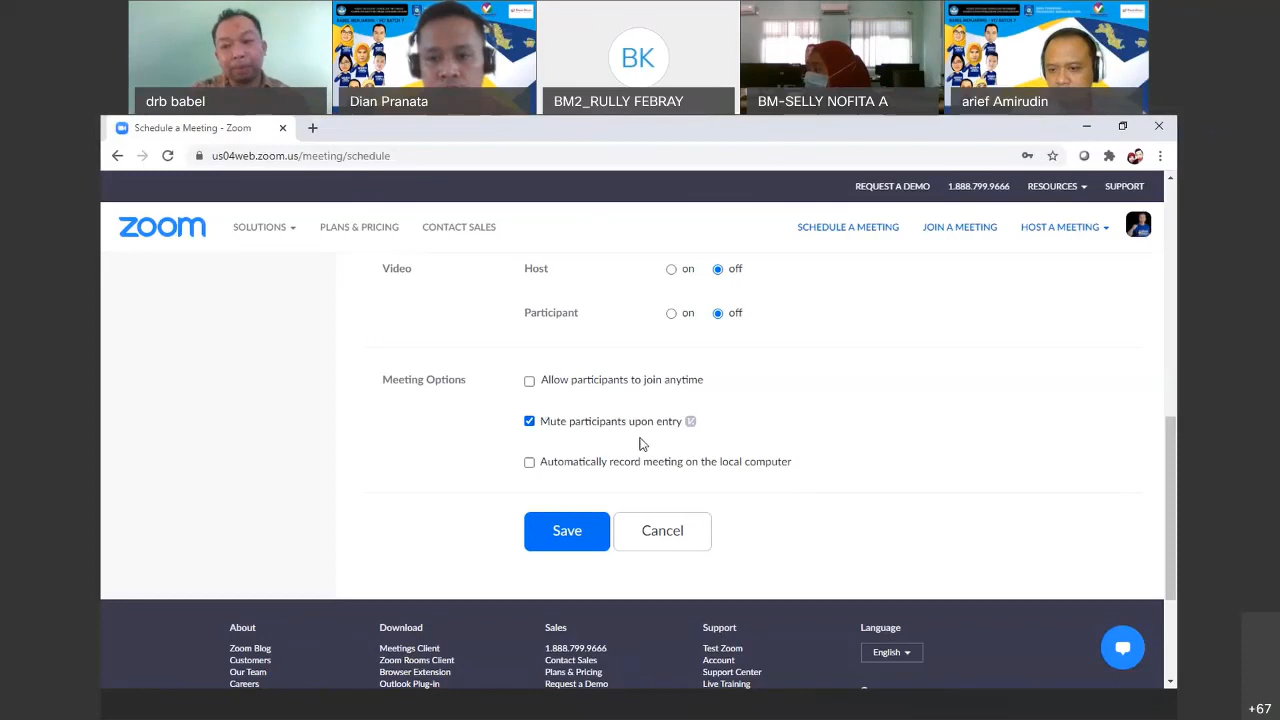 BABEL MENJARING - VCI BATCH 7
BK
drb babel
Dian Pranata
BM2_RULLY FEBRAY
BM-SELLY NOFITA A
arief Amirudin
Schedule a Meeting - Zoom
us04web.zoom.us/meeting/schedule
REQUEST A DEMO 1.888.799.9666 RESOURCES SUPPORT
zoom SOLUTIONS PLANS & PRICING CONTACT SALES SCHEDULE A MEETING JOIN A MEETING HOST A MEETING
Video Host on off
Participant on off
Meeting Options Allow participants to join anytime
Mute participants upon entry
Automatically record meeting on the local computer
Save Cancel
About Download Sales Support Language
Zoom Blog Meetings Client 1.888.799.9666 Test Zoom English
Customers Zoom Rooms Client Contact Sales Account
Our Team Browser Extension Plans & Pricing Support Center
Careers Outlook Plug-in Request a Demo Live Training
+67